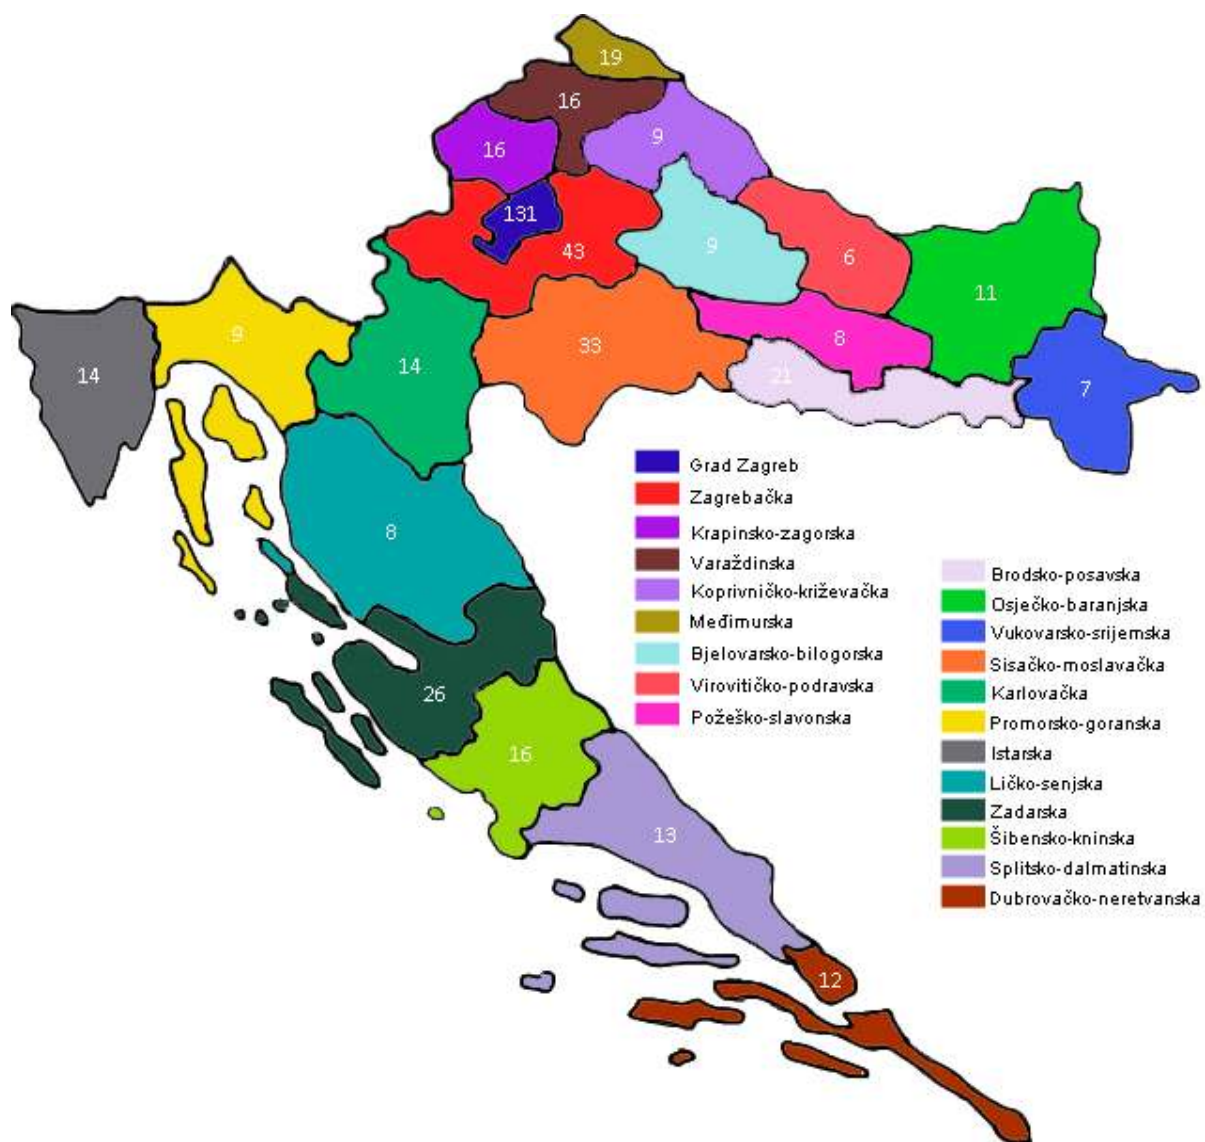 19
16
9
16
131
43
9
6
11
9
14
14
33
8
21
7
8
26
16
13
12
Grad Zagreb
Zagrebačka
Krapinsko-zagorska
Varaždinska
Koprivničko-križevačka
Međimurska
Bjelovarsko-bilogorska
Virovitičko-podravska
Požeško-slavonska
Brodsko-posavska
Osječko-baranjska
Vukovarsko-srijemska
Sisačko-moslavačka
Karlovačka
Promorsko-goranska
Istarska
Ličko-senjska
Zadarska
Šibensko-kninska
Splitsko-dalmatinska
Dubrovačko-neretvanska